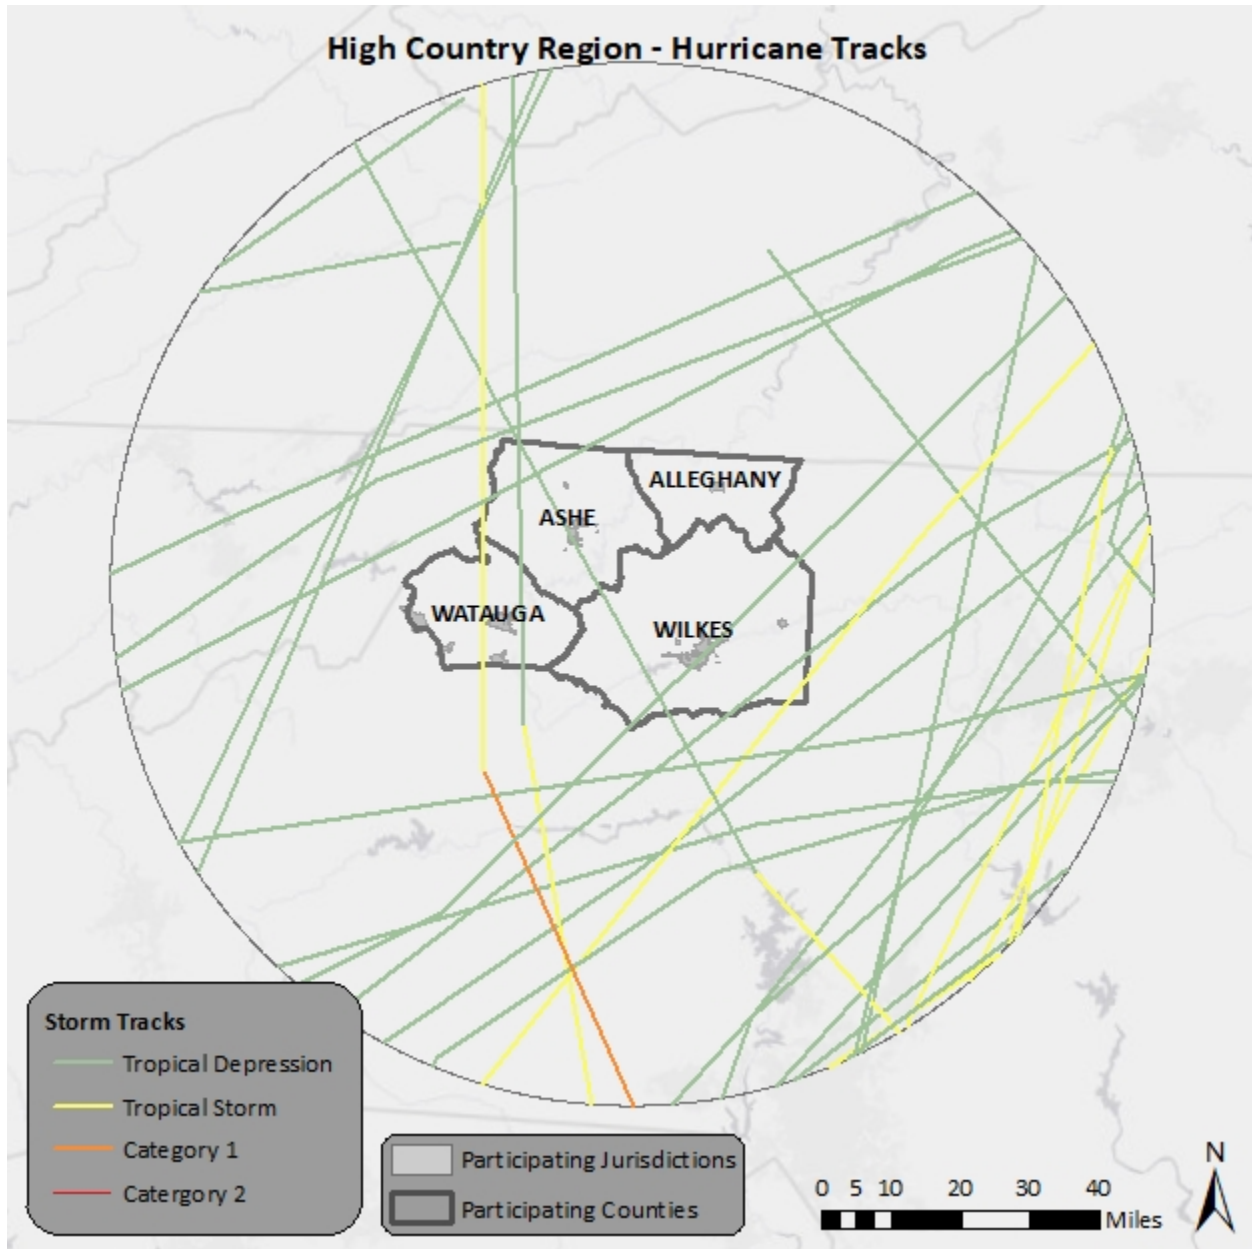 High Country Region - Hurricane Tracks
ALLEGHANY
ASHE
WATAUGA
WILKES
Storm Tracks
Tropical Depression
Tropical Storm
Category 1
Catergory 2
Participating Jurisdictions
Participating Counties
0 5 10 20 30 40
Miles
N